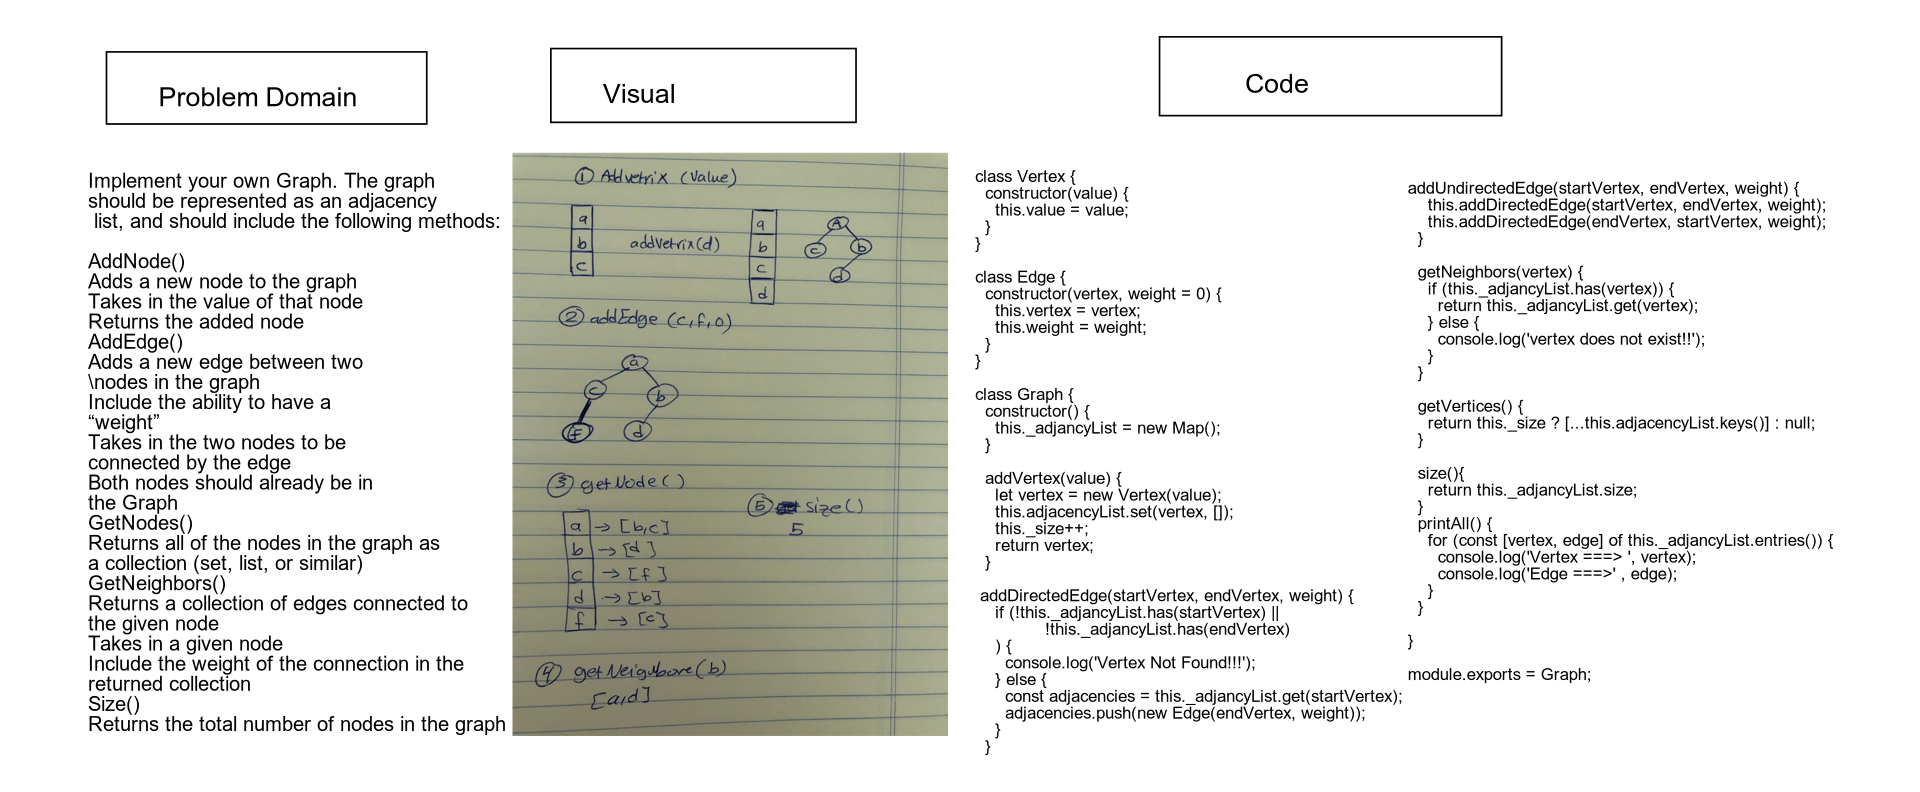 Problem Domain
Implement your own Graph. The graph
should be represented as an adjacency
list, and should include the following methods:
AddNode()
Adds a new node to the graph
Takes in the value of that node
Returns the added node
AddEdge()
Adds a new edge between two
\nodes in the graph
Include the ability to have a
“weight”
Takes in the two nodes to be
connected by the edge
Both nodes should already be in
the Graph
GetNodes()
Returns all of the nodes in the graph as
a collection (set, list, or similar)
GetNeighbors()
Returns a collection of edges connected to
the given node
Takes in a given node
Include the weight of the connection in the
returned collection
Size()
Returns the total number of nodes in the graph
Visual
① Addvetrix (Value)
a
b
c
addvetrix(d)
a
b
c
d
A
c
b
d
② addEdge (c,f,0)
a
c
b
f
d
③ getNode()
a → [b,c]
b → [d]
c → [f]
d → [b]
f → [c]
⑤ size()
5
④ getNeighbore(b)
[a,d]
Code
class Vertex {
constructor(value) {
this.value = value;
}
}
class Edge {
constructor(vertex, weight = 0) {
this.vertex = vertex;
this.weight = weight;
}
}
class Graph {
constructor() {
this._adjancyList = new Map();
}
addVertex(value) {
let vertex = new Vertex(value);
this.adjacencyList.set(vertex, []);
this._size++;
return vertex;
}
addDirectedEdge(startVertex, endVertex, weight) {
if (!this._adjancyList.has(startVertex) ||
!this._adjancyList.has(endVertex)
) {
console.log('Vertex Not Found!!!');
} else {
const adjacencies = this._adjancyList.get(startVertex);
adjacencies.push(new Edge(endVertex, weight));
}
}
addUndirectedEdge(startVertex, endVertex, weight) {
this.addDirectedEdge(startVertex, endVertex, weight);
this.addDirectedEdge(endVertex, startVertex, weight);
}
getNeighbors(vertex) {
if (this._adjancyList.has(vertex)) {
return this._adjancyList.get(vertex);
} else {
console.log('vertex does not exist!!');
}
}
getVertices() {
return this._size ? [...this.adjacencyList.keys()] : null;
}
size(){
return this._adjancyList.size;
}
printAll() {
for (const [vertex, edge] of this._adjancyList.entries()) {
console.log('Vertex ===> ', vertex);
console.log('Edge ===>' , edge);
}
}
}
module.exports = Graph;